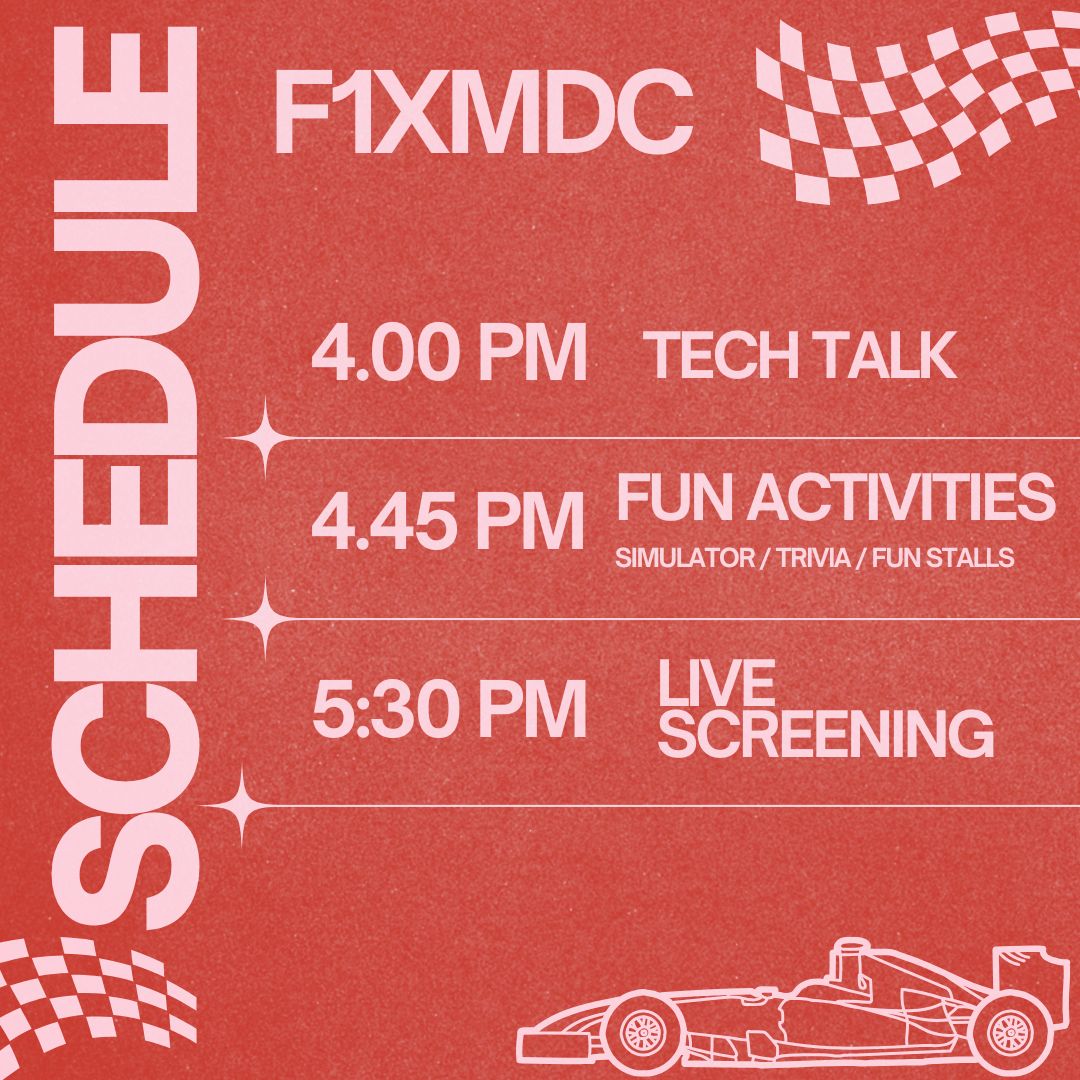 SCHEDULE
F1XMDC
4.00 PM TECH TALK
4.45 PM FUN ACTIVITIES
SIMULATOR / TRIVIA / FUN STALLS
5:30 PM LIVE
SCREENING